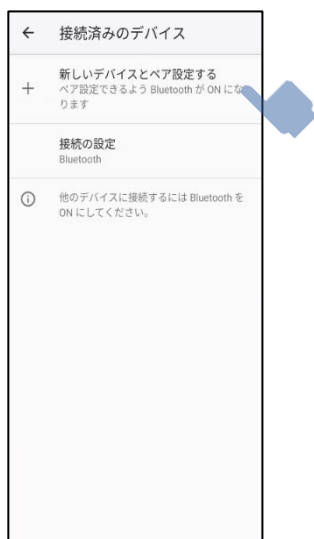 接続済みのデバイス
新しいデバイスとペア設定する
ペア設定できるよう Bluetooth が ON にな
ります
接続の設定
Bluetooth
他のデバイスに接続するには Bluetooth を
ON にしてください。